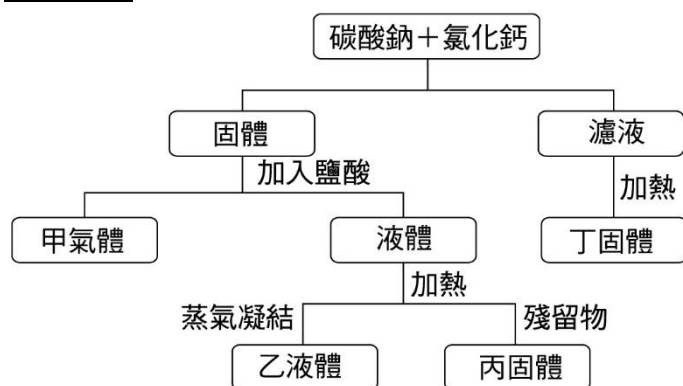 碳酸鈉＋氯化鈣
固體
濾液
加入鹽酸
加熱
甲氣體
液體
丁固體
加熱
蒸氣凝結
殘留物
乙液體
丙固體